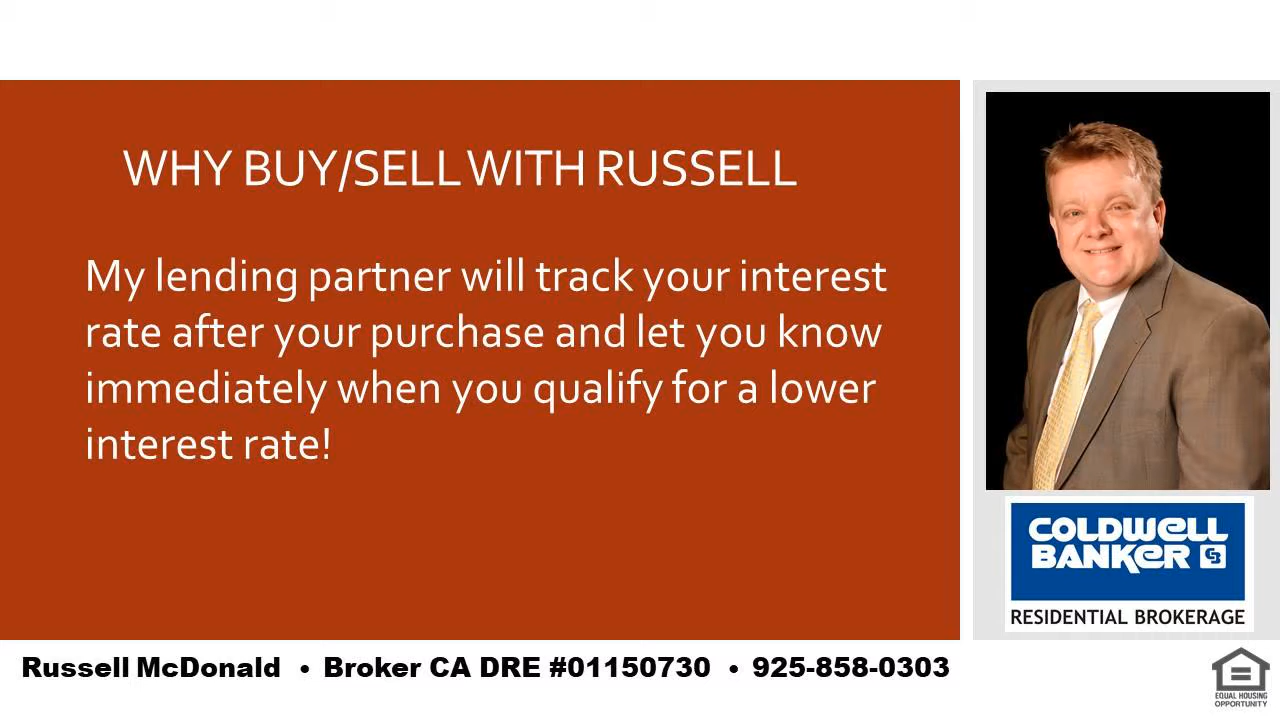 WHY BUY/SELL WITH RUSSELL
My lending partner will track your interest
rate after your purchase and let you know
immediately when you qualify for a lower
interest rate!
COLDWELL
BANKER CB
RESIDENTIAL BROKERAGE
Russell McDonald • Broker CA DRE #01150730 • 925-858-0303
EQUAL HOUSING
OPPORTUNITY